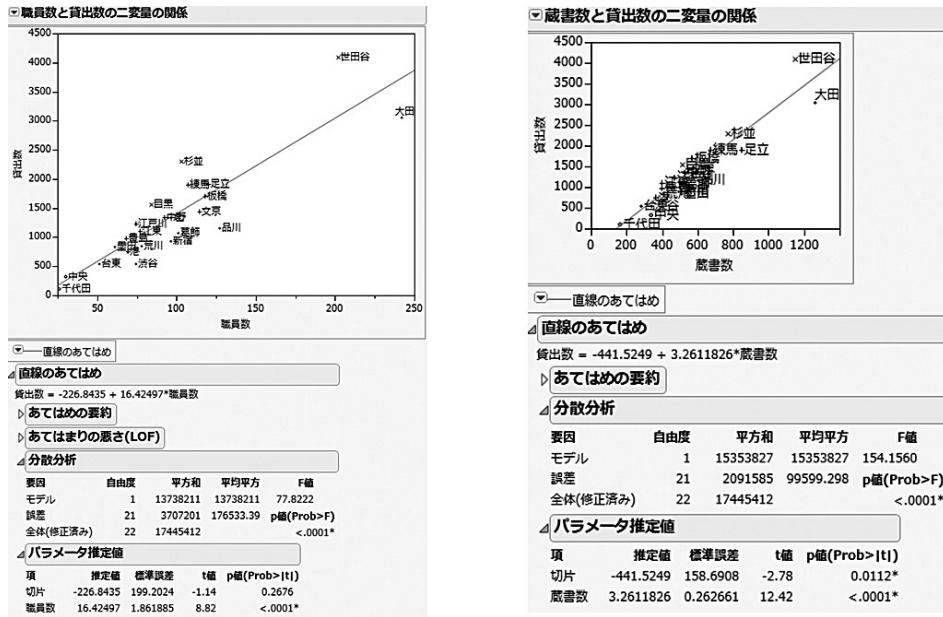 職員数と貸出数の二変量の関係
4500
4000
3500
3000
2500
2000
1500
1000
500
0
貸出数
世田谷
大田
杉並
練馬
足立
板橋
目黒
文京
中野
江戸川
品川
江東
葛飾
豊島
新宿
墨田
荒川
港
台東
渋谷
中央
千代田
50
100
150
200
250
職員数
直線のあてはめ
直線のあてはめ
貸出数 = -226.8435 + 16.42497*職員数
あてはめの要約
あてはまりの悪さ(LOF)
分散分析
要因 自由度 平方和 平均平方 F値
モデル 1 13738211 13738211 77.8222
誤差 21 3707201 176533.39 p値(Prob>F)
全体(修正済み) 22 17445412 <.0001*
パラメータ推定値
項 推定値 標準誤差 t値 p値(Prob>|t|)
切片 -226.8435 199.2024 -1.14 0.2676
職員数 16.42497 1.861885 8.82 <.0001*
蔵書数と貸出数の二変量の関係
4500
4000
3500
3000
2500
2000
1500
1000
500
0
貸出数
世田谷
大田
杉並
練馬
足立
板橋
台東
中央
千代田
0
200
400
600
800
1000
1200
蔵書数
直線のあてはめ
直線のあてはめ
貸出数 = -441.5249 + 3.2611826*蔵書数
あてはめの要約
分散分析
要因 自由度 平方和 平均平方 F値
モデル 1 15353827 15353827 154.1560
誤差 21 2091585 99599.298 p値(Prob>F)
全体(修正済み) 22 17445412 <.0001*
パラメータ推定値
項 推定値 標準誤差 t値 p値(Prob>|t|)
切片 -441.5249 158.6908 -2.78 0.0112*
蔵書数 3.2611826 0.262661 12.42 <.0001*